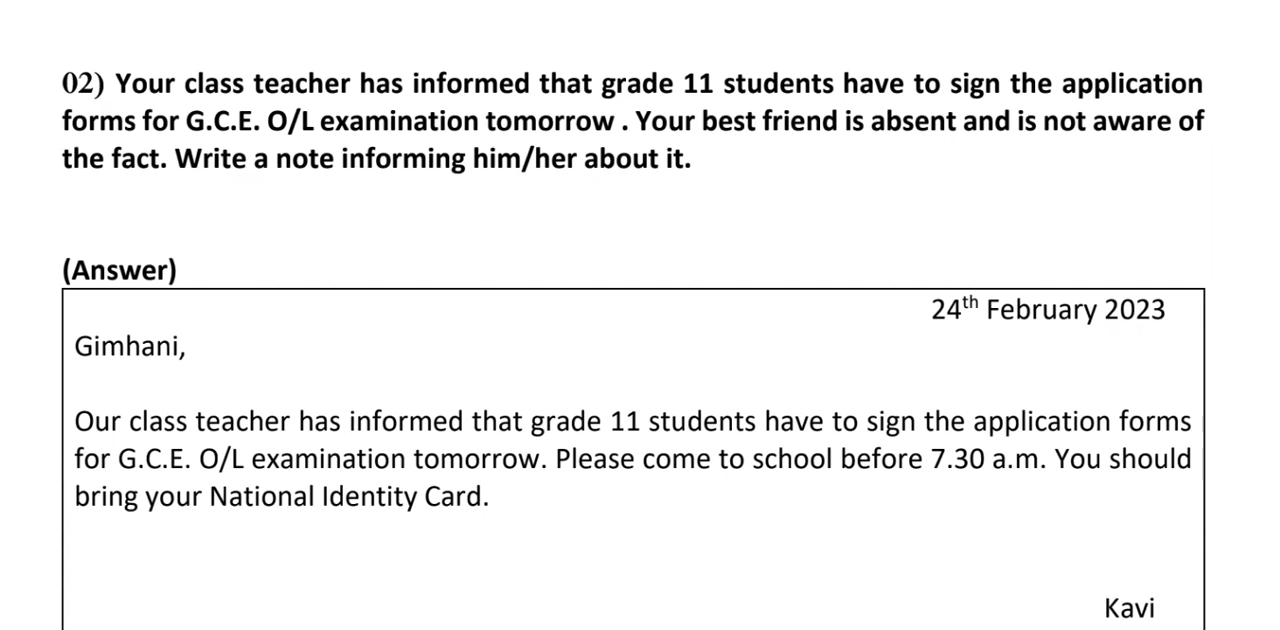 02) Your class teacher has informed that grade 11 students have to sign the application
forms for G.C.E. O/L examination tomorrow . Your best friend is absent and is not aware of
the fact. Write a note informing him/her about it.
(Answer)
24th February 2023
Gimhani,
Our class teacher has informed that grade 11 students have to sign the application forms
for G.C.E. O/L examination tomorrow. Please come to school before 7.30 a.m. You should
bring your National Identity Card.
Kavi